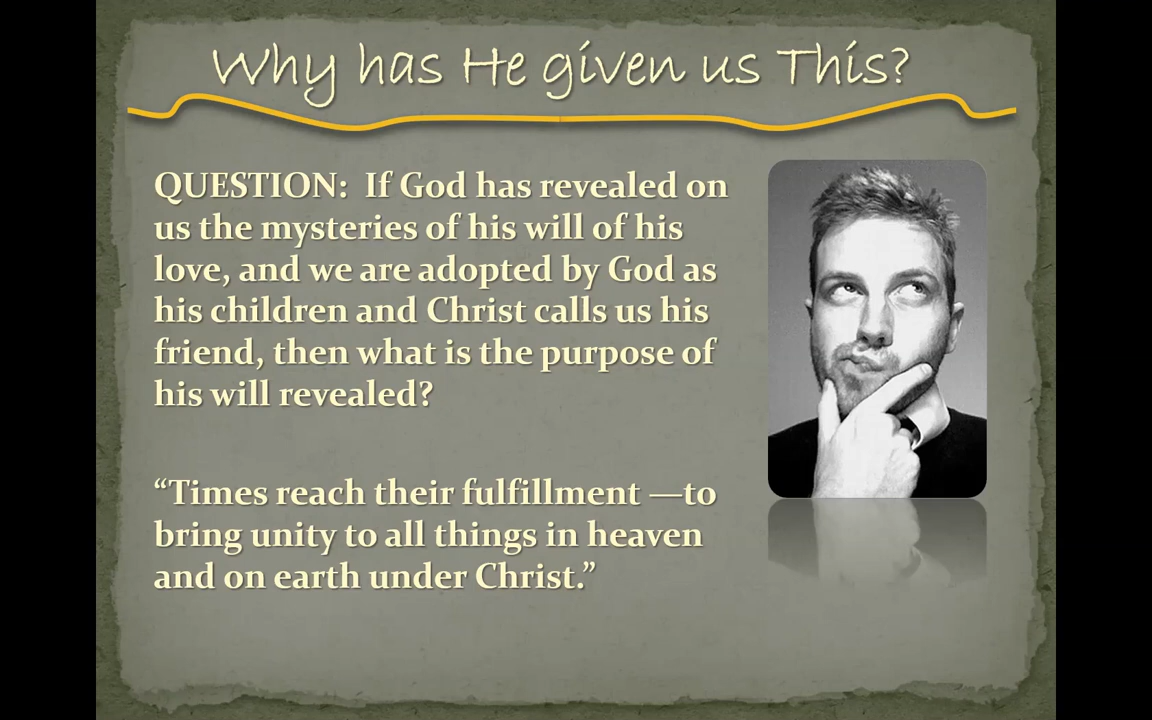 Why has He given us This?
QUESTION:  If God has revealed on
us the mysteries of his will of his
love, and we are adopted by God as
his children and Christ calls us his
friend, then what is the purpose of
his will revealed?
“Times reach their fulfillment —to
bring unity to all things in heaven
and on earth under Christ.”